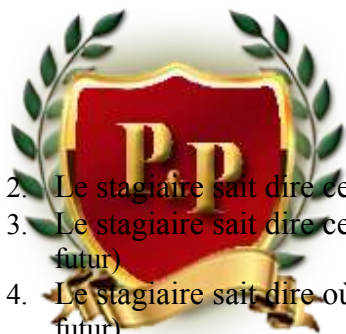 P&P
2. Le stagiaire sait dire ce
3. Le stagiaire sait dire ce
futur)
4. Le stagiaire sait dire où
futur)